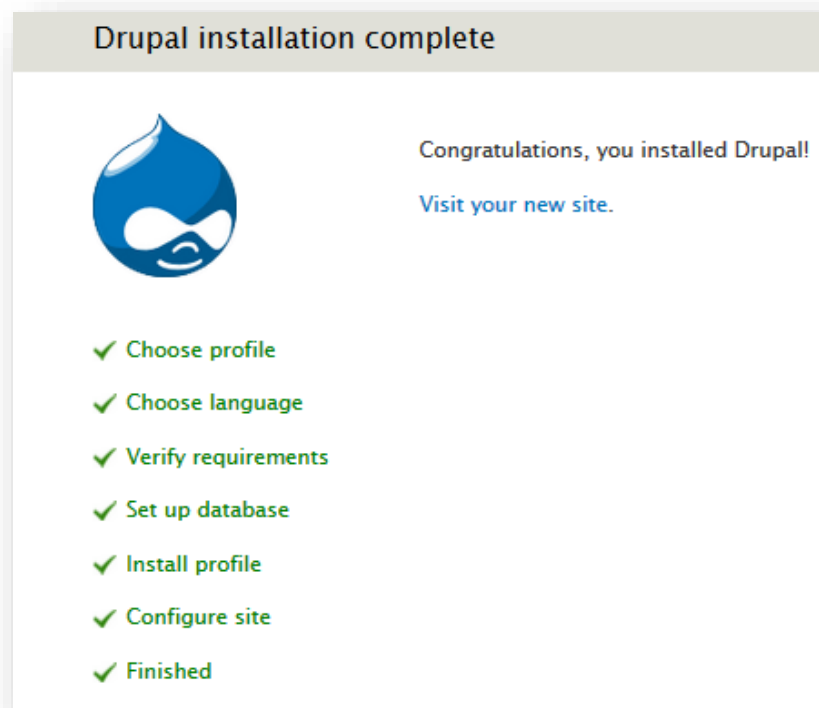 Drupal installation complete
Congratulations, you installed Drupal!
Visit your new site.
Choose profile
Choose language
Verify requirements
Set up database
Install profile
Configure site
Finished